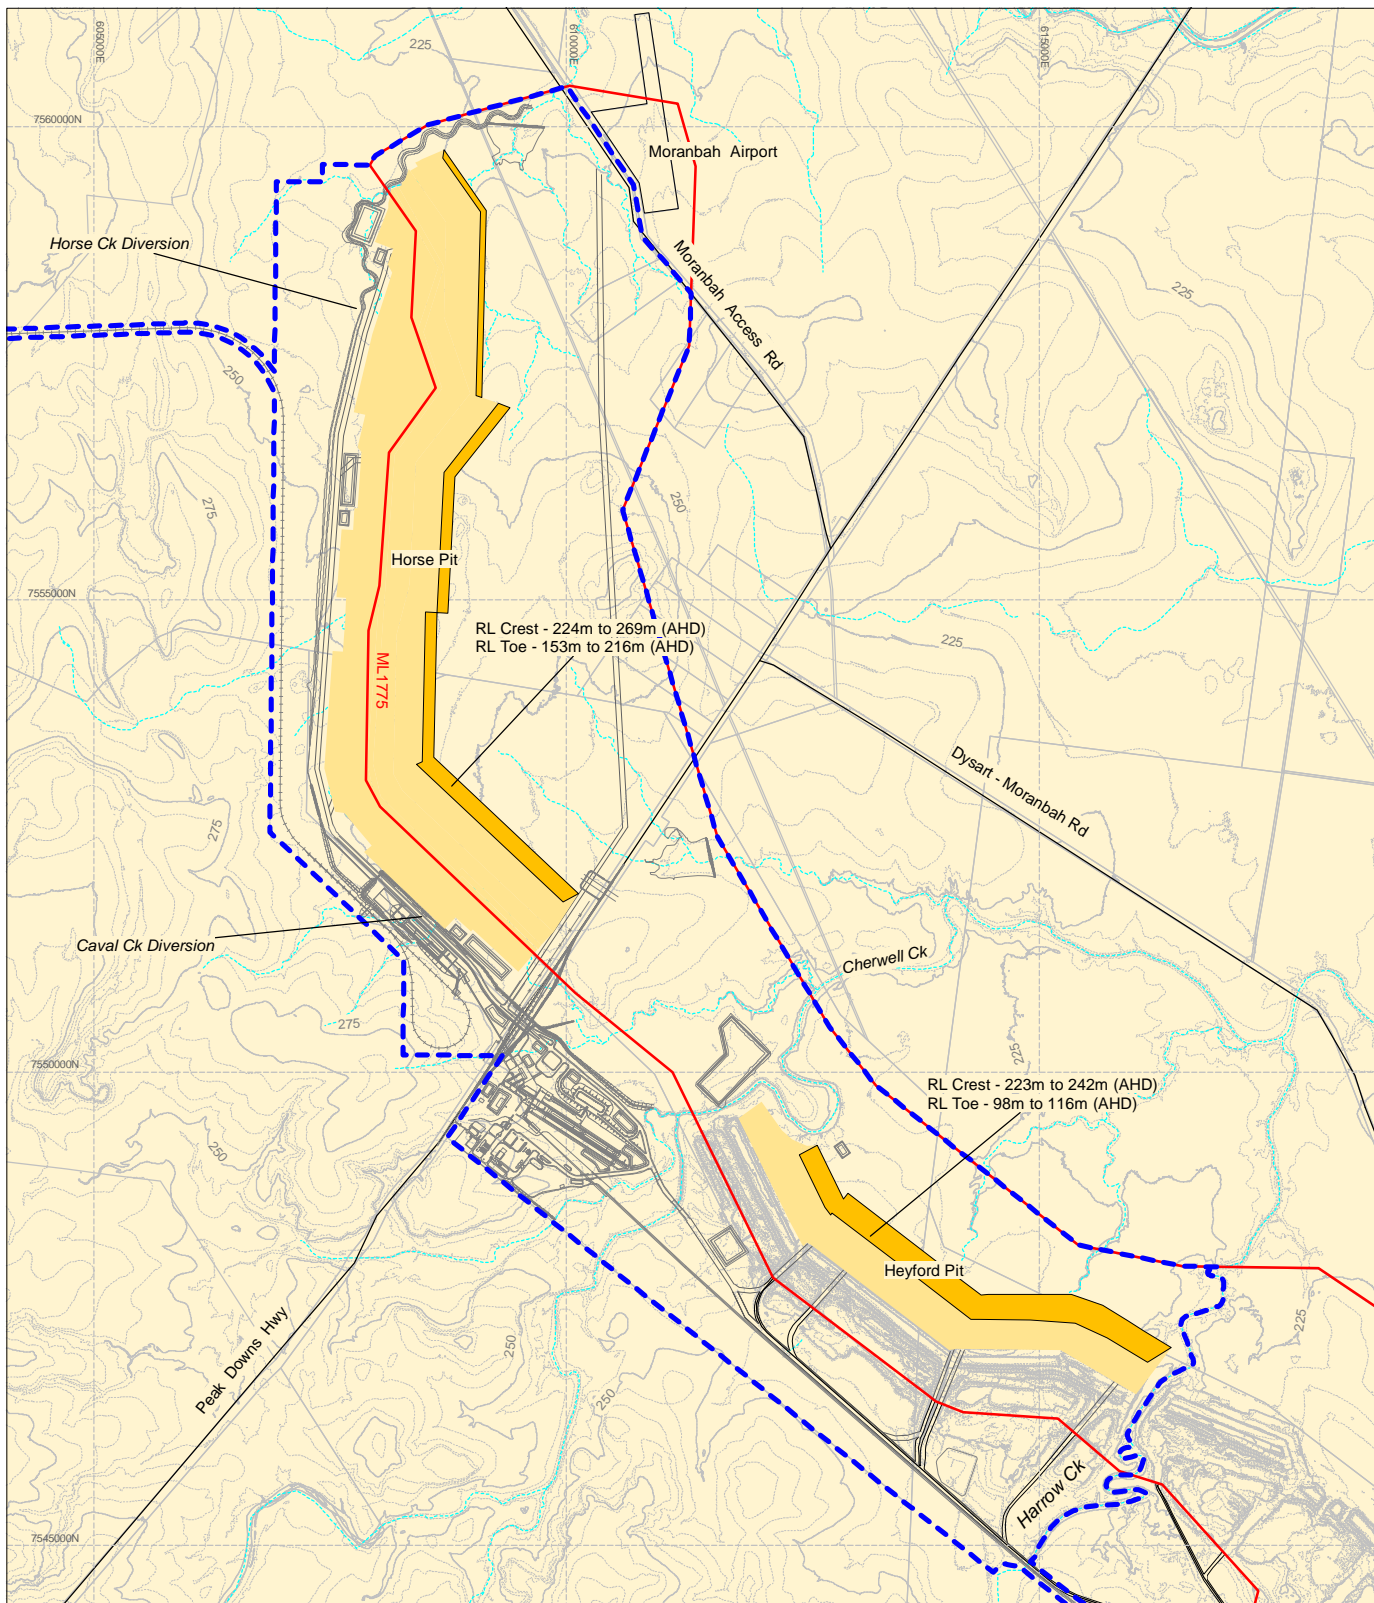 605000E
610000E
615000E
225
7560000N
Moranbah Airport
Horse Ck Diversion
Moranbah Access Rd
225
250
250
275
Horse Pit
7555000N
RL Crest - 224m to 269m (AHD)
RL Toe - 153m to 216m (AHD)
225
ML1775
Dysart - Moranbah Rd
275
Caval Ck Diversion
Cherwell Ck
275
225
7550000N
RL Crest - 223m to 242m (AHD)
RL Toe - 98m to 116m (AHD)
250
Heyford Pit
225
250
Peak Downs Hwy
250
Harrow Ck
7545000N